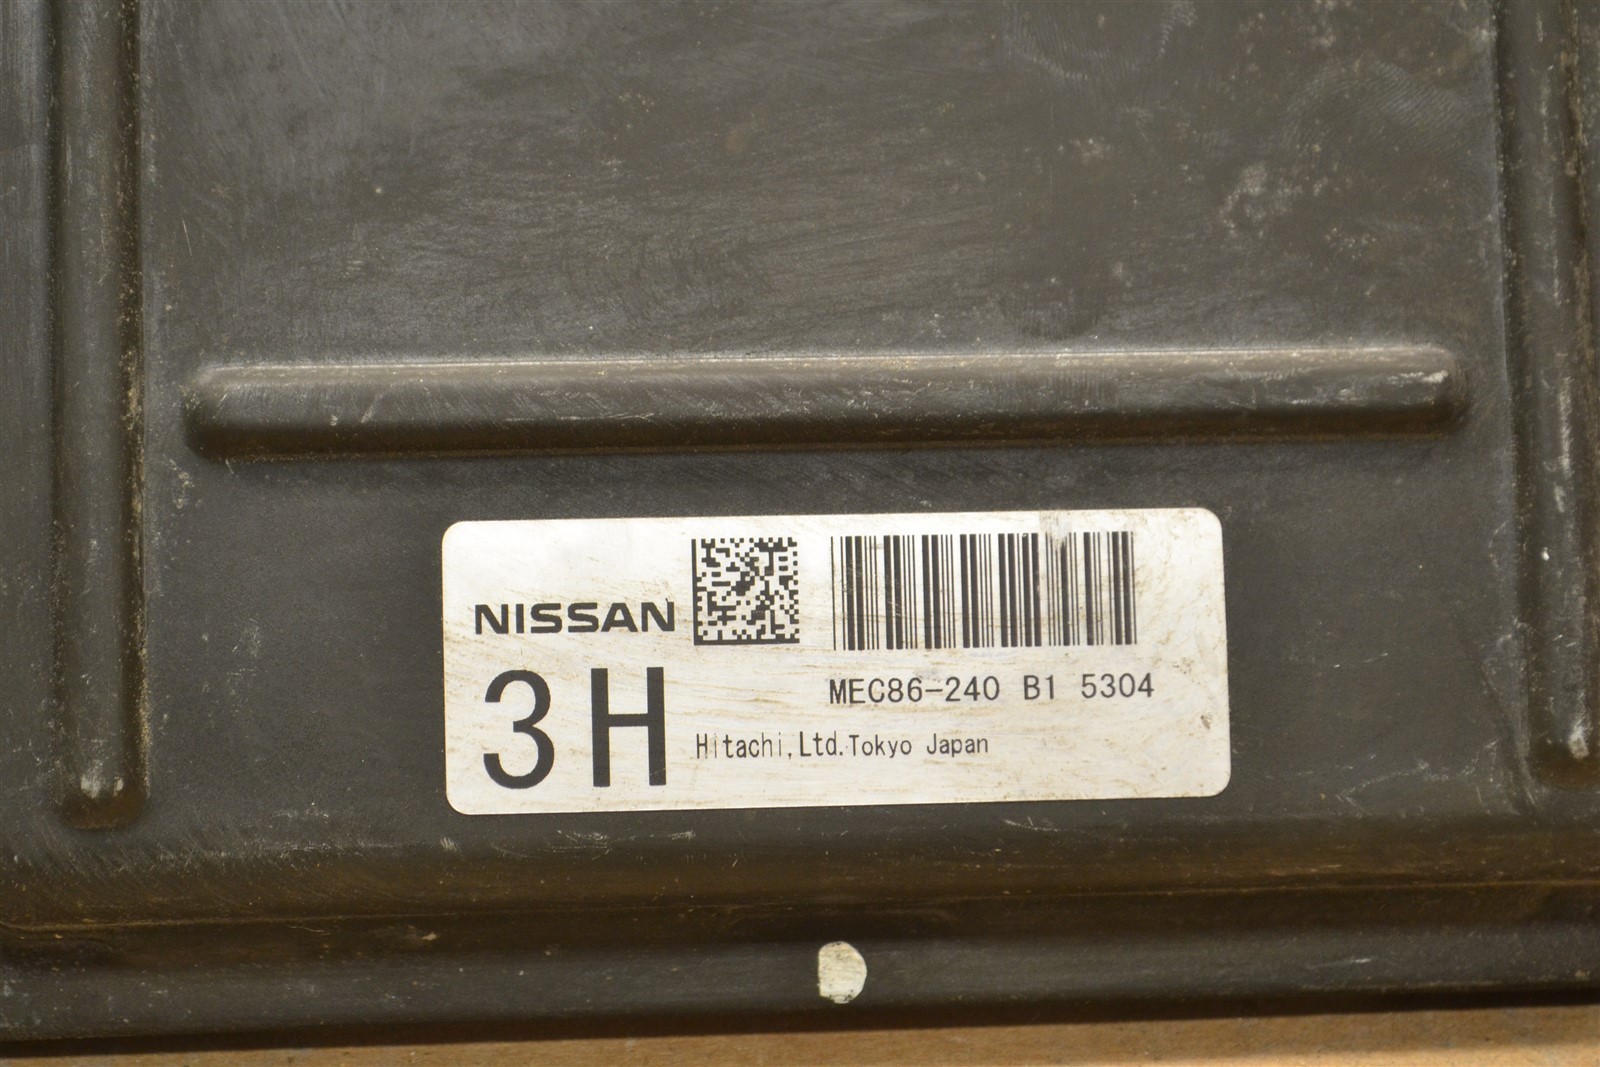 NISSAN
3H
MEC86-240 B1 5304
Hitachi,Ltd.Tokyo Japan